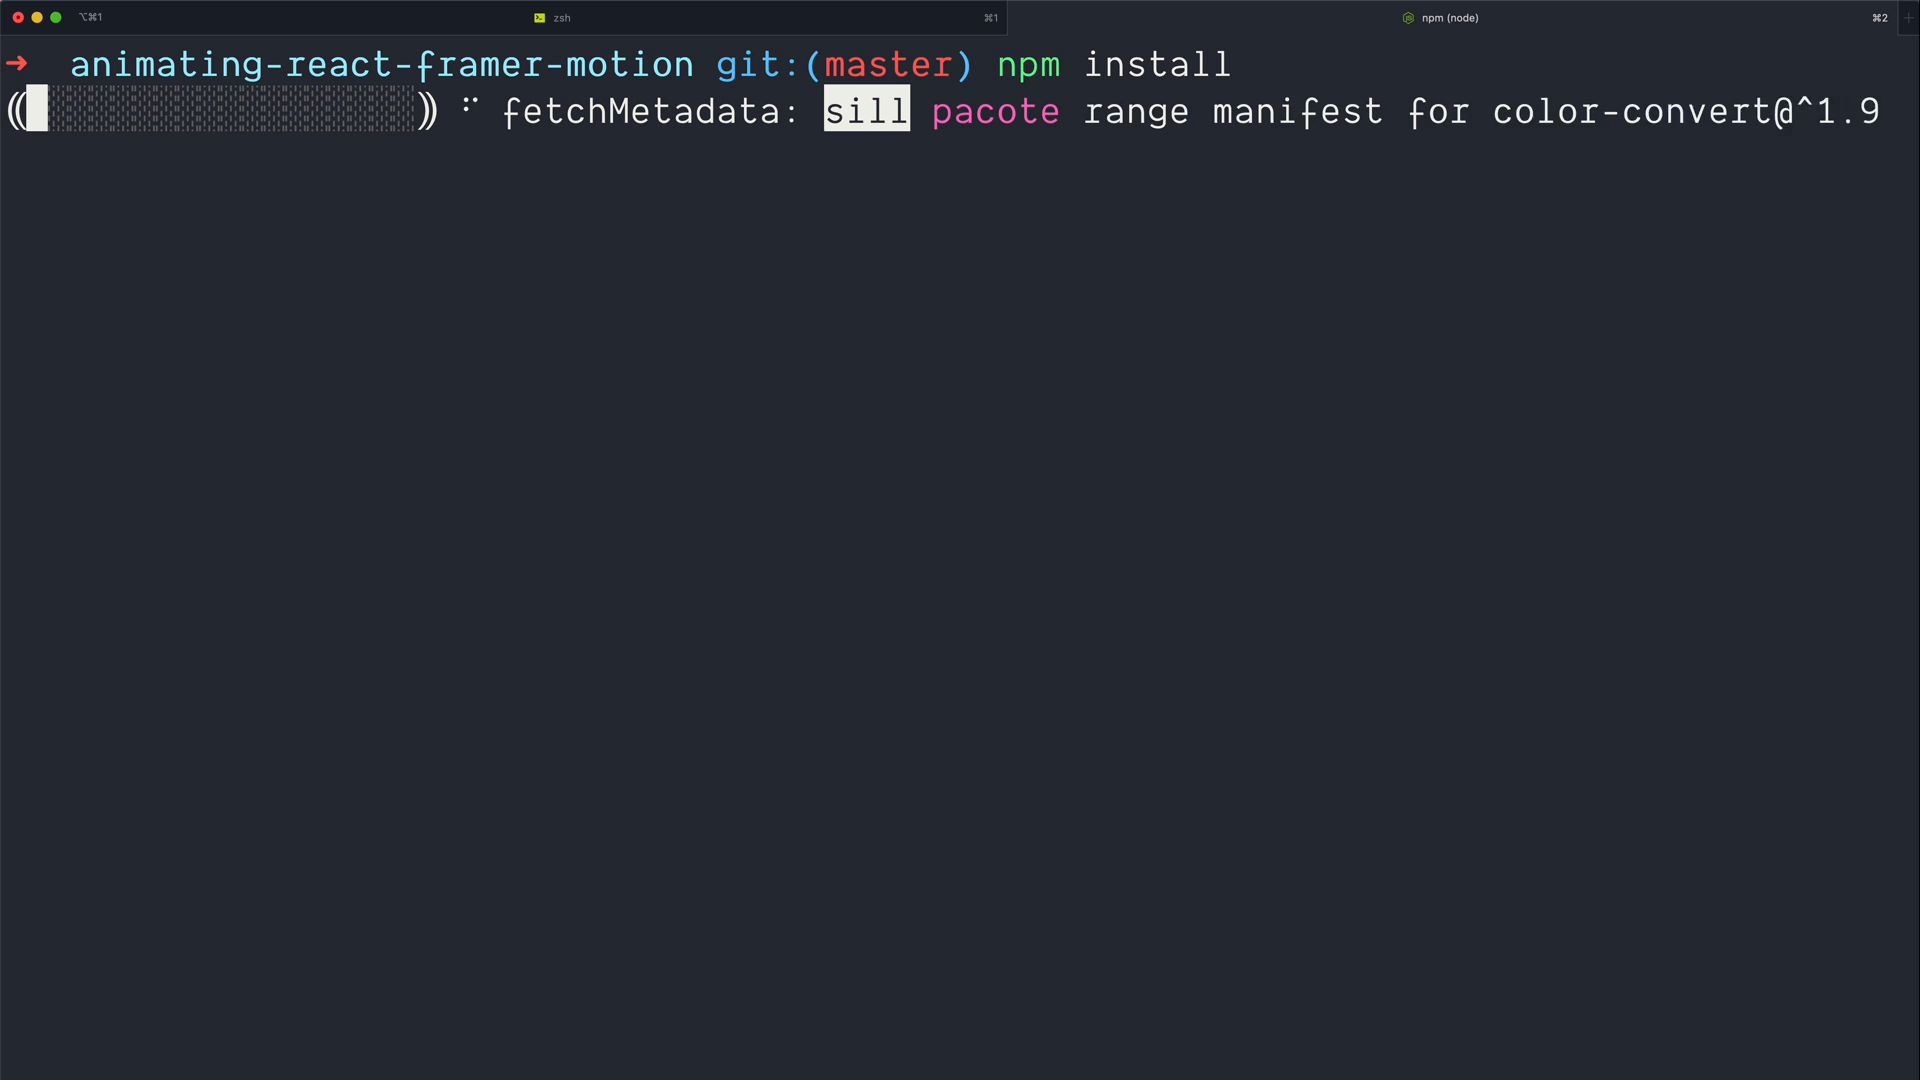 ⌥⌘1 zsh ⌘1 npm (node) ⌘2 +
➜ animating-react-framer-motion git:(master) npm install
(█░░░░░░░░░░░░░░░░░) ⠋ fetchMetadata: sill pacote range manifest for color-convert@^1.9